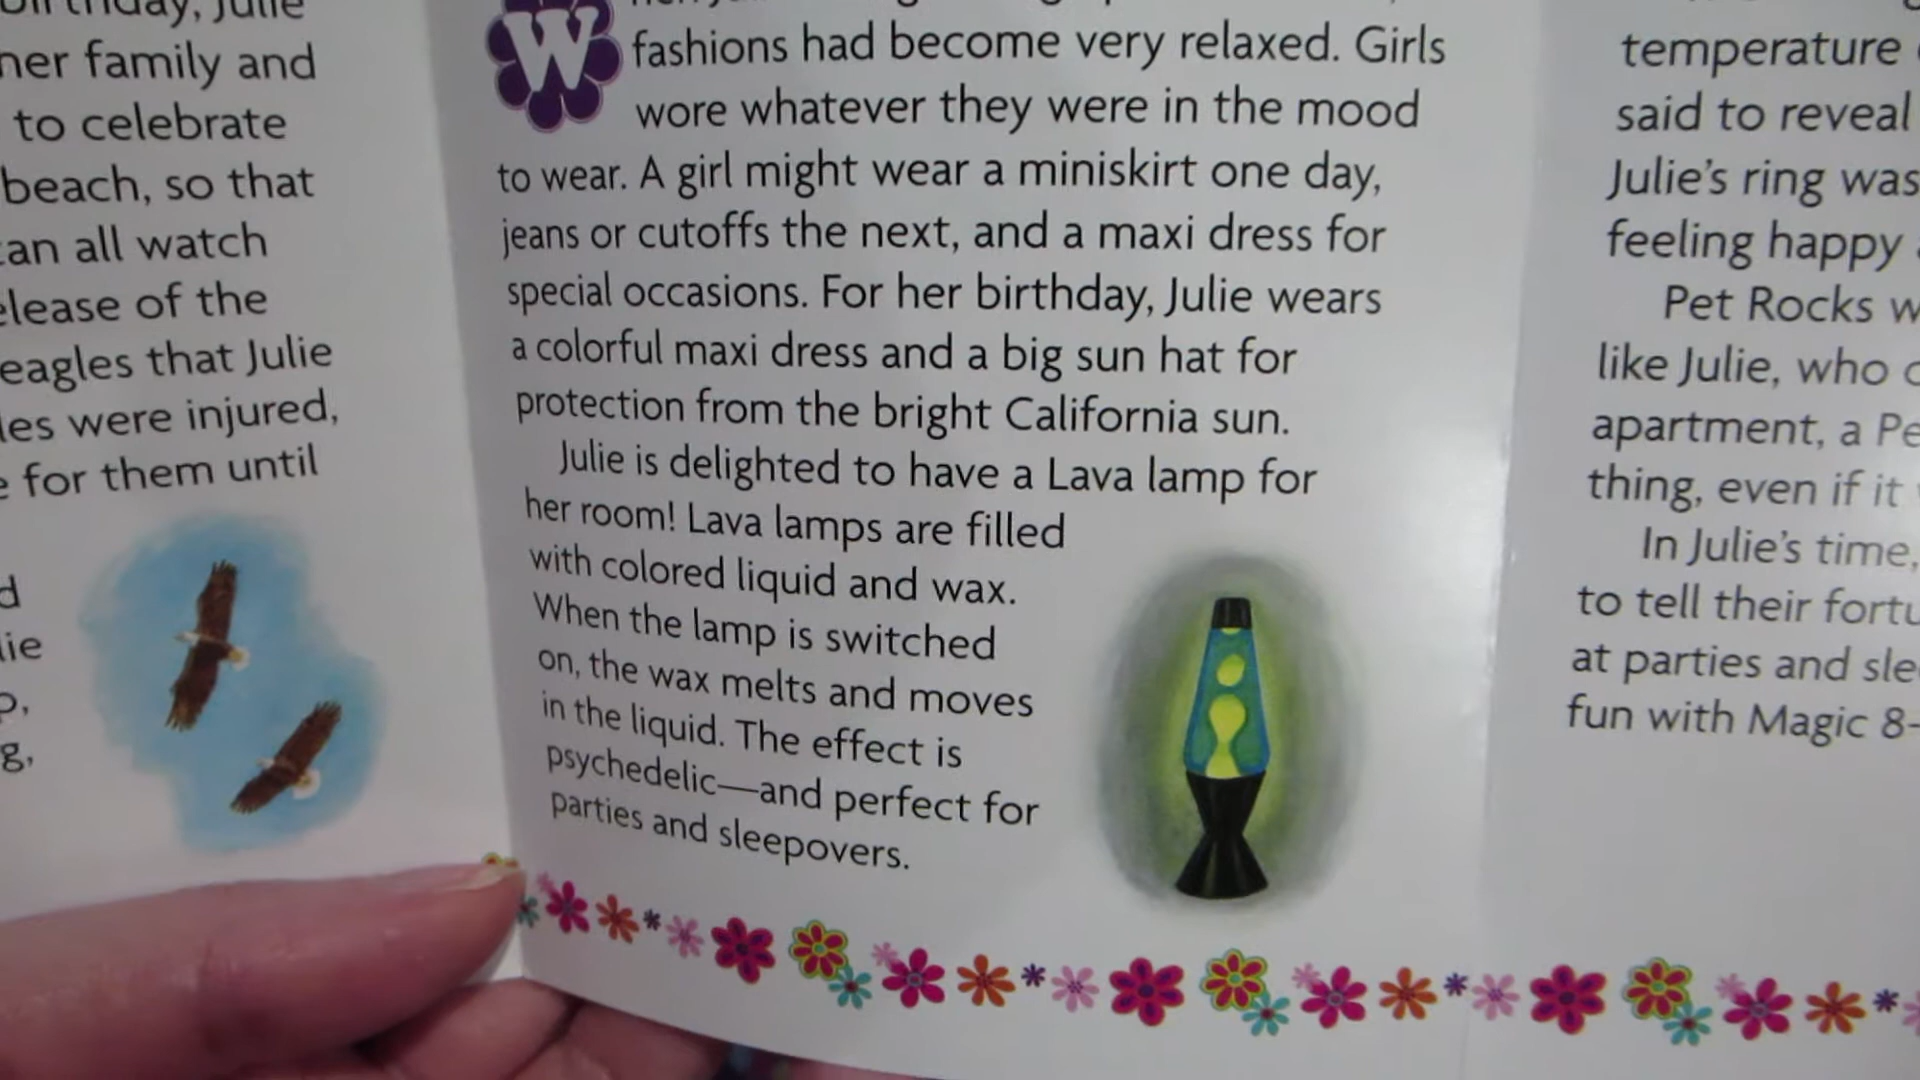 birthday, Julie
her family and
to celebrate
beach, so that
can all watch
release of the
eagles that Julie
were injured,
for them until
W
fashions had become very relaxed. Girls
wore whatever they were in the mood
to wear. A girl might wear a miniskirt one day,
jeans or cutoffs the next, and a maxi dress for
special occasions. For her birthday, Julie wears
a colorful maxi dress and a big sun hat for
protection from the bright California sun.
Julie is delighted to have a Lava lamp for
her room! Lava lamps are filled
with colored liquid and wax.
When the lamp is switched
on, the wax melts and moves
in the liquid. The effect is
psychedelic—and perfect for
parties and sleepovers.
temperature
said to reveal
Julie's ring was
feeling happy
Pet Rocks
like Julie, who
apartment, a
thing, even if it
In Julie's time,
to tell their
at parties and
fun with Magic 8-